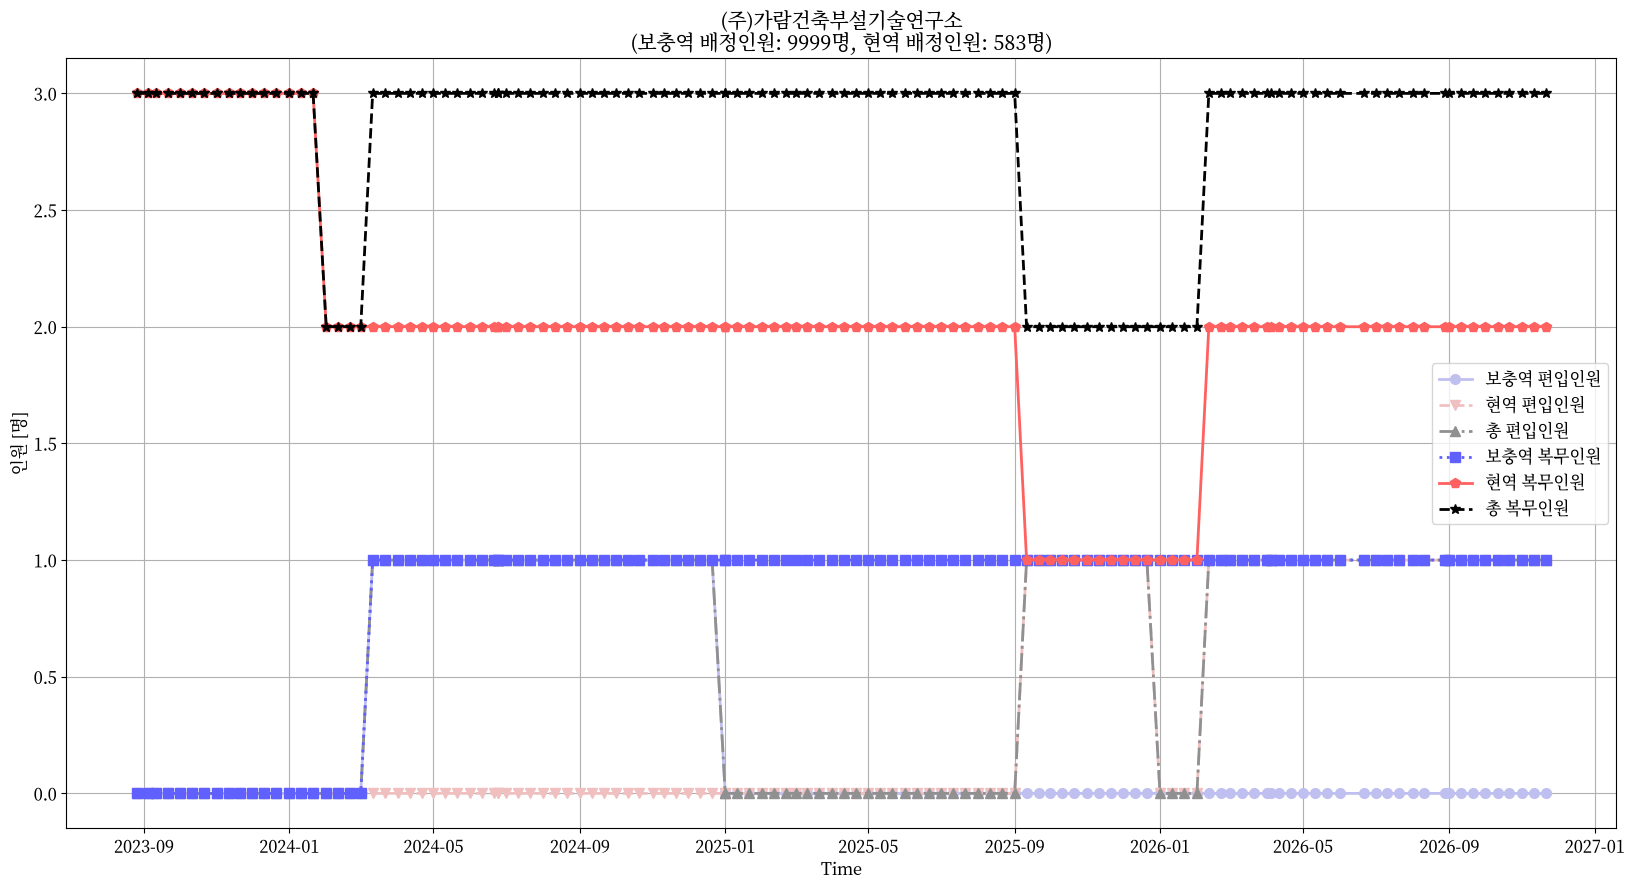 (주)가람건축부설기술연구소
(보충역 배정인원: 9999명, 현역 배정인원: 583명)
인원 [명]
3.0
2.5
2.0
1.5
1.0
0.5
0.0
보충역 편입인원
현역 편입인원
총 편입인원
보충역 복무인원
현역 복무인원
총 복무인원
2023-09
2024-01
2024-05
2024-09
2025-01
2025-05
2025-09
2026-01
2026-05
2026-09
2027-01
Time